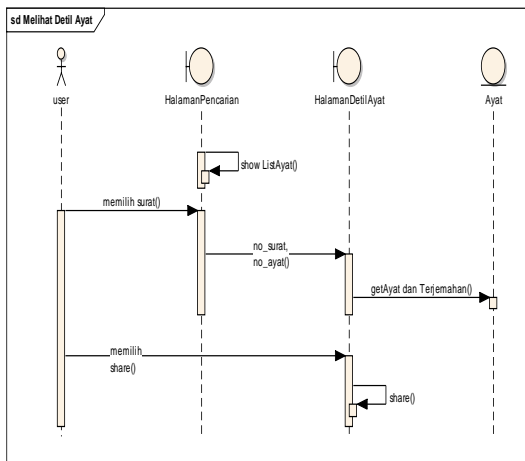 sd Melihat Detil Ayat
user
HalamanPencarian
HalamanDetilAyat
Ayat
show ListAyat()
memilih surat()
no_surat,
no_ayat()
getAyat dan Terjemahan()
memilih
share()
share()